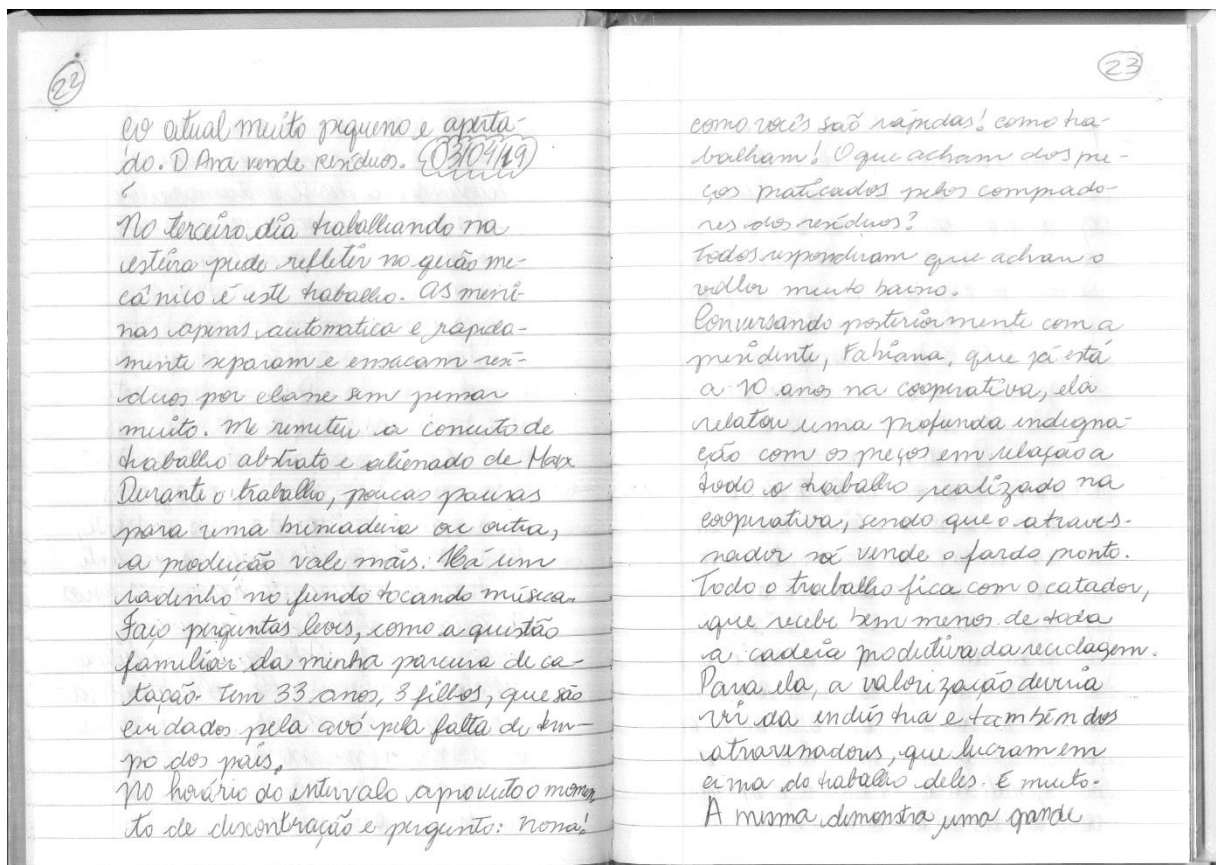 22
ço atual muito pequeno e aperta-
do. O Ara vende resíduos. 03/09/19
No terceiro dia trabalhando na
esteira pude refletir no quão me-
cânico é este trabalho. As meni-
nas apenas automatica e rapida-
mente separam e ensacam resí-
duos por classe sem pensar
muito. Me remeteu a conceito de
trabalho abstrato e alienado de Marx
Durante o trabalho, poucas pausas
para uma brincadeira ou outra,
a produção vale mais. Há um
radinho no fundo tocando música.
Faço perguntas leves, como a questão
familiar da minha parceira de ca-
tação. Tem 33 anos, 3 filhos, que são
cuidados pela avó pela falta de tem-
po dos pais.
No horário do intervalo aproveito o momen
to de descontração e pergunto: nossa!
23
como vocês são rápidas! como tra-
balham! O que acham dos pre-
ços praticados pelos comprado-
res dos resíduos?
Todos responderam que acham o
valor muito baixo.
Conversando posteriormente com a
presidente, Fabiana, que já está
a 10 anos na cooperativa, ela
relatou uma profunda indigna-
ção com os preços em relação a
todo o trabalho realizado na
cooperativa, sendo que o atraves-
sador só vende o fardo pronto.
Todo o trabalho fica com o catador,
que recebe bem menos de toda
a cadeia produtiva da reciclagem.
Para ela, a valorização deveria
vir da indústria e também dos
atravessadores, que lucram em
cima do trabalho deles. E muito.
A mesma demonstra uma grande